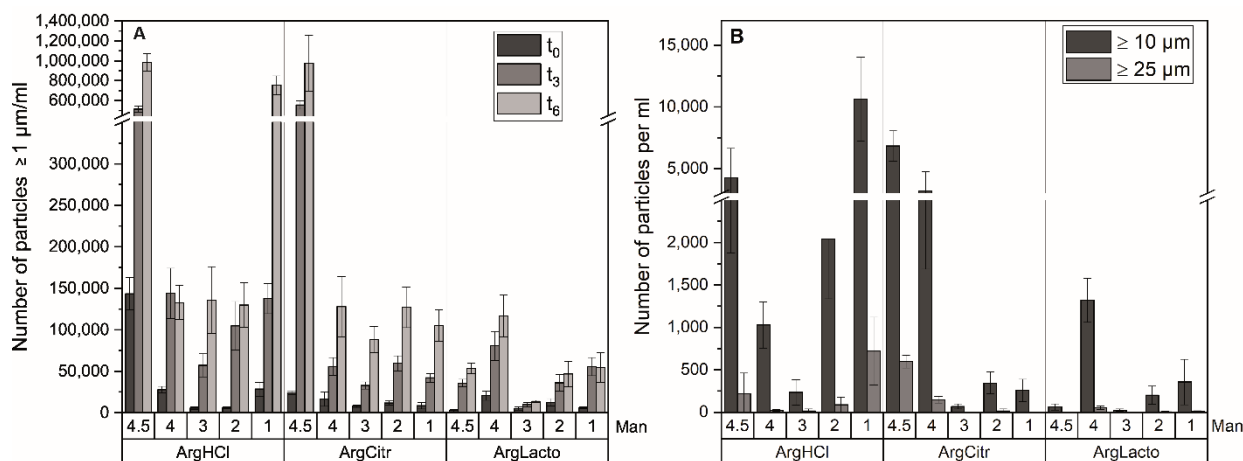 A
Number of particles ≥ 1 µm/ml
1,400,000
1,200,000
1,000,000
800,000
600,000
300,000
250,000
200,000
150,000
100,000
50,000
0
t0
t3
t6
4.5 4 3 2 1 4.5 4 3 2 1 4.5 4 3 2 1 Man
ArgHCl ArgCitr ArgLacto
B
Number of particles per ml
15,000
10,000
5,000
2,000
1,500
1,000
500
0
≥ 10 µm
≥ 25 µm
4.5 4 3 2 1 4.5 4 3 2 1 4.5 4 3 2 1 Man
ArgHCl ArgCitr ArgLacto